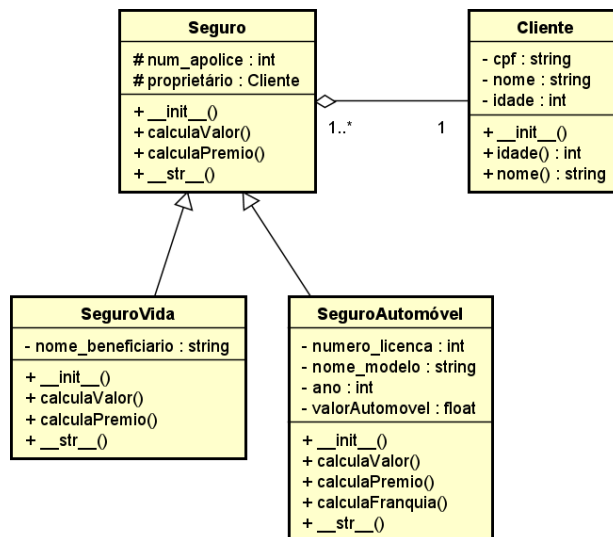 Seguro
# num_apolice : int
# proprietário : Cliente
+ __init__()
+ calculaValor()
+ calculaPremio()
+ __str__()
1..*
1
Cliente
- cpf : string
- nome : string
- idade : int
+ __init__()
+ idade() : int
+ nome() : string
SeguroVida
- nome_beneficiario : string
+ __init__()
+ calculaValor()
+ calculaPremio()
+ __str__()
SeguroAutomóvel
- numero_licenca : int
- nome_modelo : string
- ano : int
- valorAutomovel : float
+ __init__()
+ calculaValor()
+ calculaPremio()
+ calculaFranquia()
+ __str__()